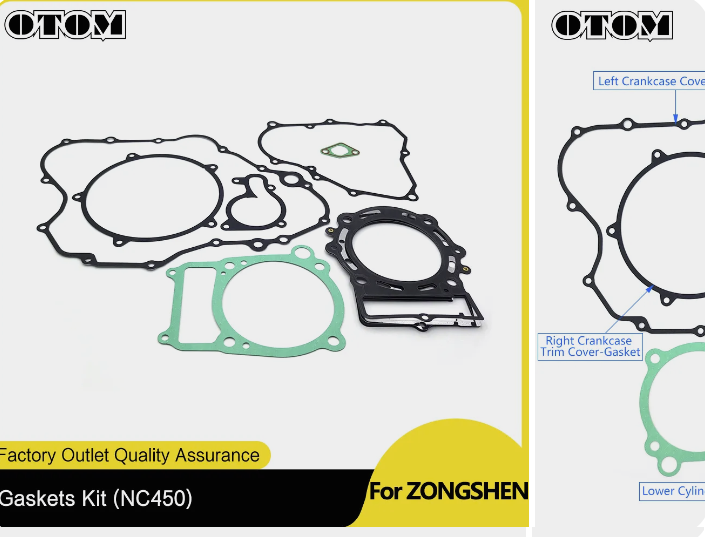 OTOM
Factory Outlet Quality Assurance
Gaskets Kit (NC450)
For ZONGSHEN
OTOM
Left Crankcase Cove
Right Crankcase
Trim Cover-Gasket
Lower Cylin